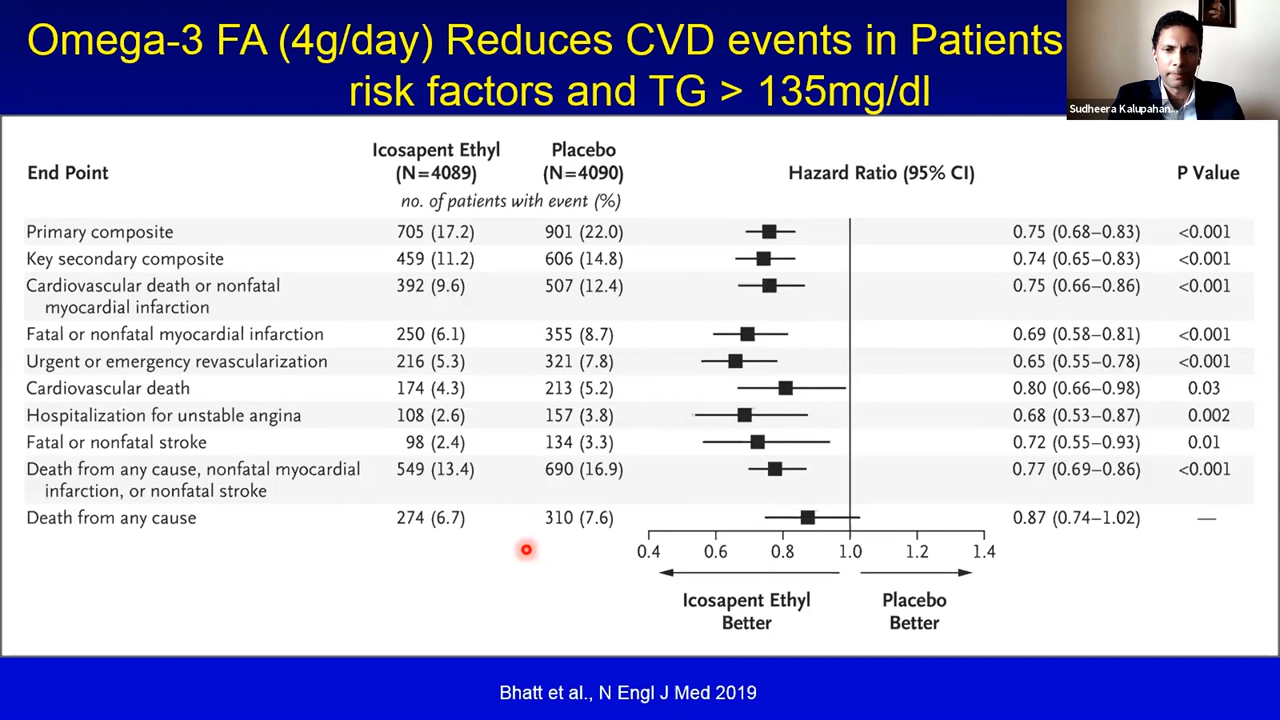 Omega-3 FA (4g/day) Reduces CVD events in Patients
risk factors and TG > 135mg/dl
Sudheera Kalupahan...
End Point Icosapent Ethyl (N=4089) Placebo (N=4090) Hazard Ratio (95% CI) P Value
no. of patients with event (%)
Primary composite 705 (17.2) 901 (22.0) 0.75 (0.68–0.83) <0.001
Key secondary composite 459 (11.2) 606 (14.8) 0.74 (0.65–0.83) <0.001
Cardiovascular death or nonfatal 392 (9.6) 507 (12.4) 0.75 (0.66–0.86) <0.001
myocardial infarction
Fatal or nonfatal myocardial infarction 250 (6.1) 355 (8.7) 0.69 (0.58–0.81) <0.001
Urgent or emergency revascularization 216 (5.3) 321 (7.8) 0.65 (0.55–0.78) <0.001
Cardiovascular death 174 (4.3) 213 (5.2) 0.80 (0.66–0.98) 0.03
Hospitalization for unstable angina 108 (2.6) 157 (3.8) 0.68 (0.53–0.87) 0.002
Fatal or nonfatal stroke 98 (2.4) 134 (3.3) 0.72 (0.55–0.93) 0.01
Death from any cause, nonfatal myocardial 549 (13.4) 690 (16.9) 0.77 (0.69–0.86) <0.001
infarction, or nonfatal stroke
Death from any cause 274 (6.7) 310 (7.6) 0.87 (0.74–1.02) —
0.4 0.6 0.8 1.0 1.2 1.4
Icosapent Ethyl Placebo
Better Better
Bhatt et al., N Engl J Med 2019